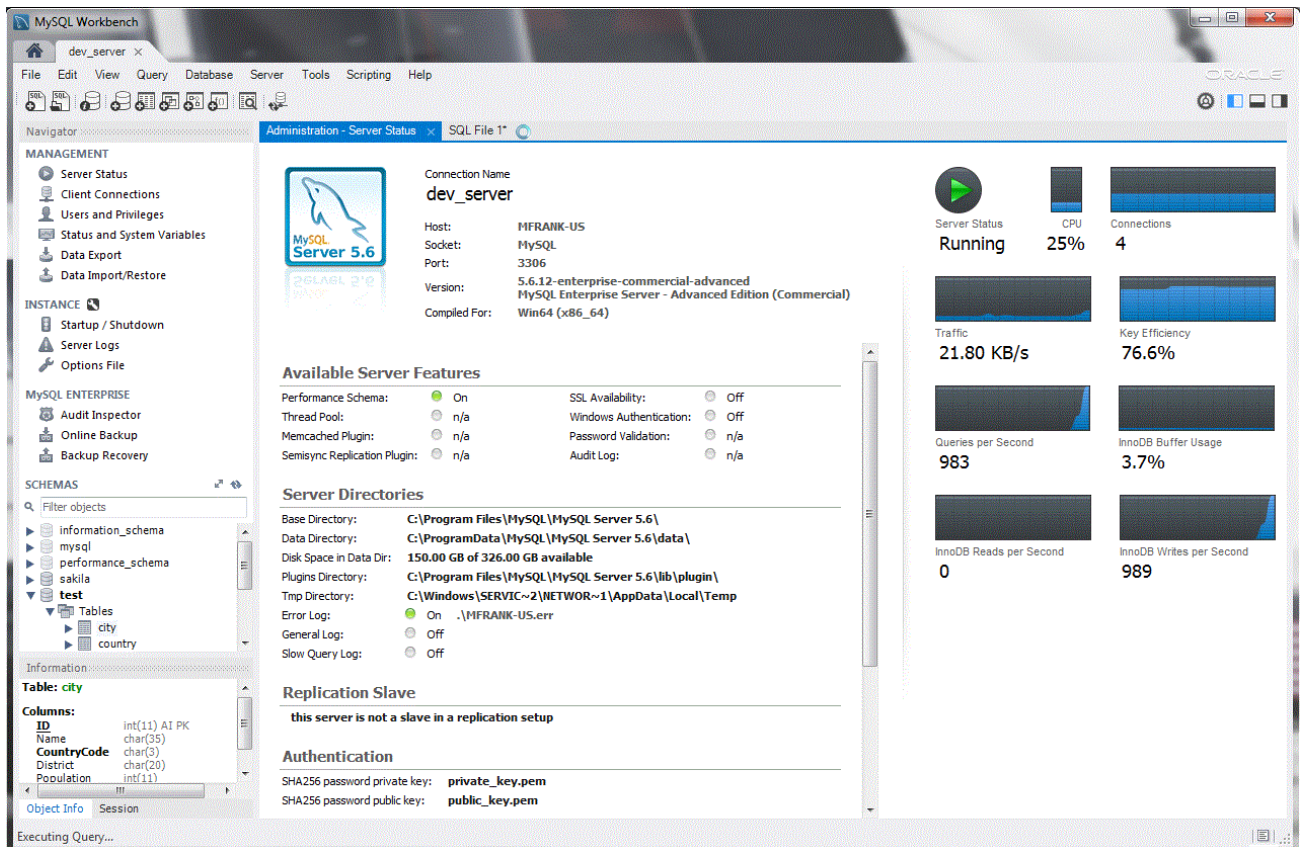 MySQL Workbench
dev_server
File Edit View Query Database Server Tools Scripting Help
ORACLE
SQL SQL
Navigator
Administration - Server Status
SQL File 1*
MANAGEMENT
Server Status
Client Connections
Users and Privileges
Status and System Variables
Data Export
Data Import/Restore
INSTANCE
Startup / Shutdown
Server Logs
Options File
MySQL ENTERPRISE
Audit Inspector
Online Backup
Backup Recovery
SCHEMAS
Filter objects
information_schema
mysql
performance_schema
sakila
test
Tables
city
country
Information
Table: city
Columns:
ID int(11) AI PK
Name char(35)
CountryCode char(3)
District char(20)
Population int(11)
Object Info Session
Executing Query...
MySQL
Server 5.6
Connection Name
dev_server
Host: MFRANK-US
Socket: MySQL
Port: 3306
Version: 5.6.12-enterprise-commercial-advanced
MySQL Enterprise Server - Advanced Edition (Commercial)
Compiled For: Win64 (x86_64)
Available Server Features
Performance Schema: On SSL Availability: Off
Thread Pool: n/a Windows Authentication: Off
Memcached Plugin: n/a Password Validation: n/a
Semisync Replication Plugin: n/a Audit Log: n/a
Server Directories
Base Directory: C:\Program Files\MySQL\MySQL Server 5.6\
Data Directory: C:\ProgramData\MySQL\MySQL Server 5.6\data\
Disk Space in Data Dir: 150.00 GB of 326.00 GB available
Plugins Directory: C:\Program Files\MySQL\MySQL Server 5.6\lib\plugin\
Tmp Directory: C:\Windows\SERVIC~2\NETWOR~1\AppData\Local\Temp
Error Log: On .\MFRANK-US.err
General Log: Off
Slow Query Log: Off
Replication Slave
this server is not a slave in a replication setup
Authentication
SHA256 password private key: private_key.pem
SHA256 password public key: public_key.pem
Server Status CPU Connections
Running 25% 4
Traffic Key Efficiency
21.80 KB/s 76.6%
Queries per Second InnoDB Buffer Usage
983 3.7%
InnoDB Reads per Second InnoDB Writes per Second
0 989